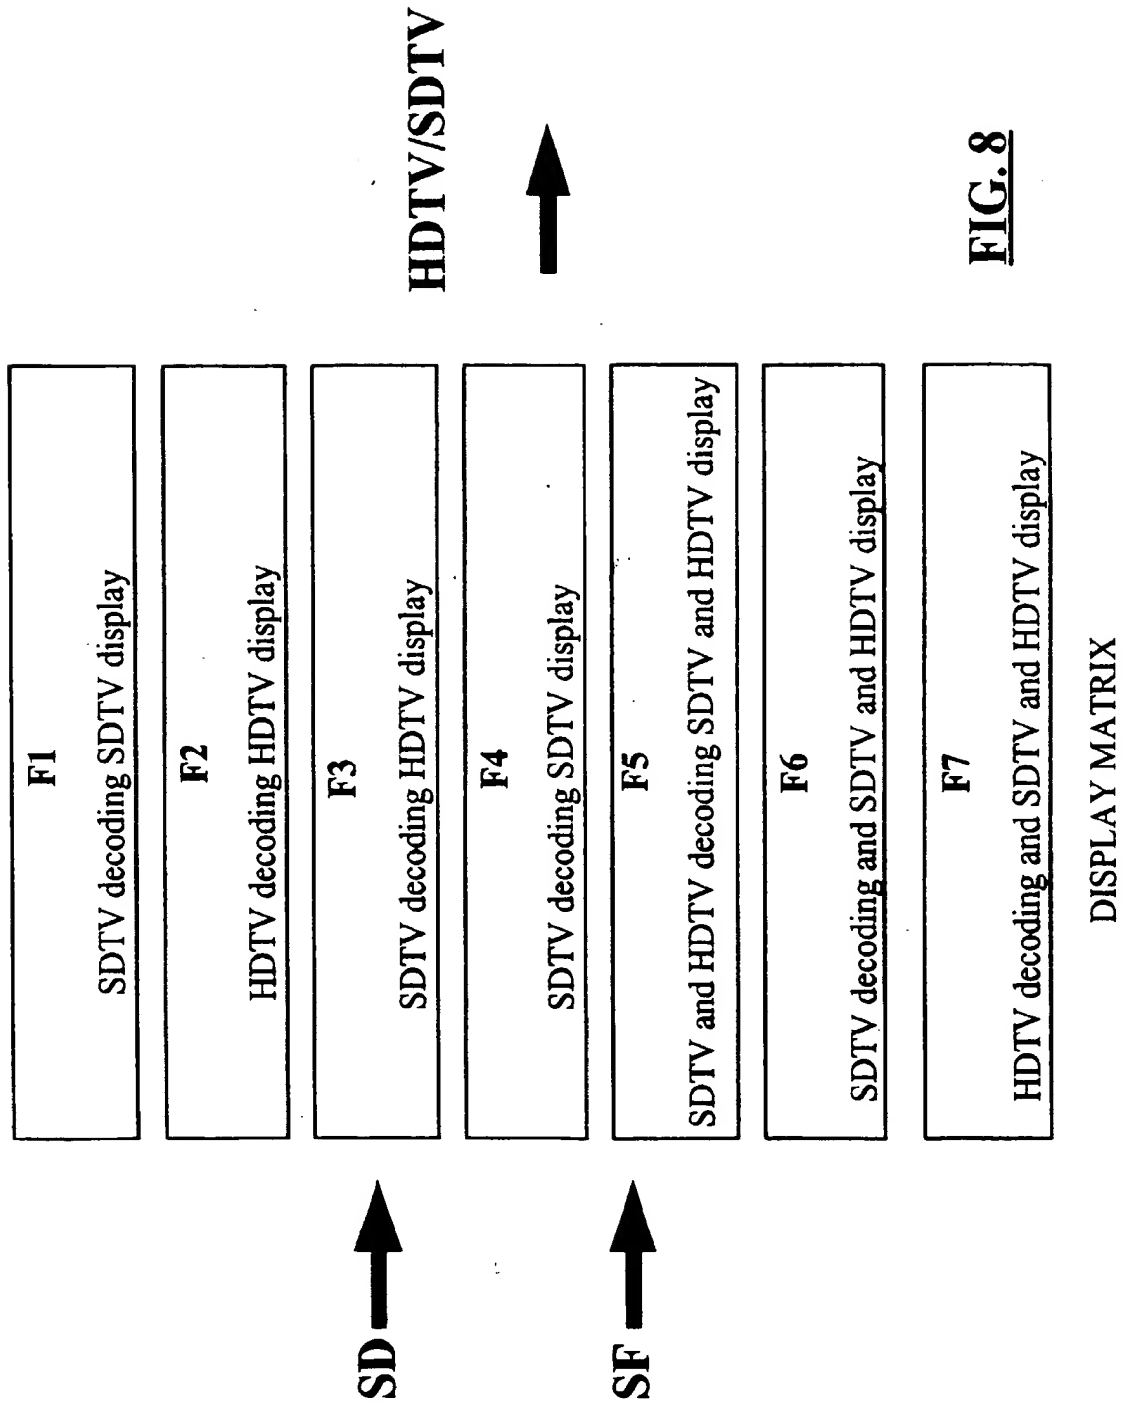 F1
SDTV decoding SDTV display
F2
HDTV decoding HDTV display
F3
SDTV decoding HDTV display
F4
SDTV decoding SDTV display
F5
SDTV and HDTV decoding SDTV and HDTV display
F6
SDTV decoding and SDTV and HDTV display
F7
HDTV decoding and SDTV and HDTV display
SD
SF
HDTV/SDTV
DISPLAY MATRIX
FIG. 8